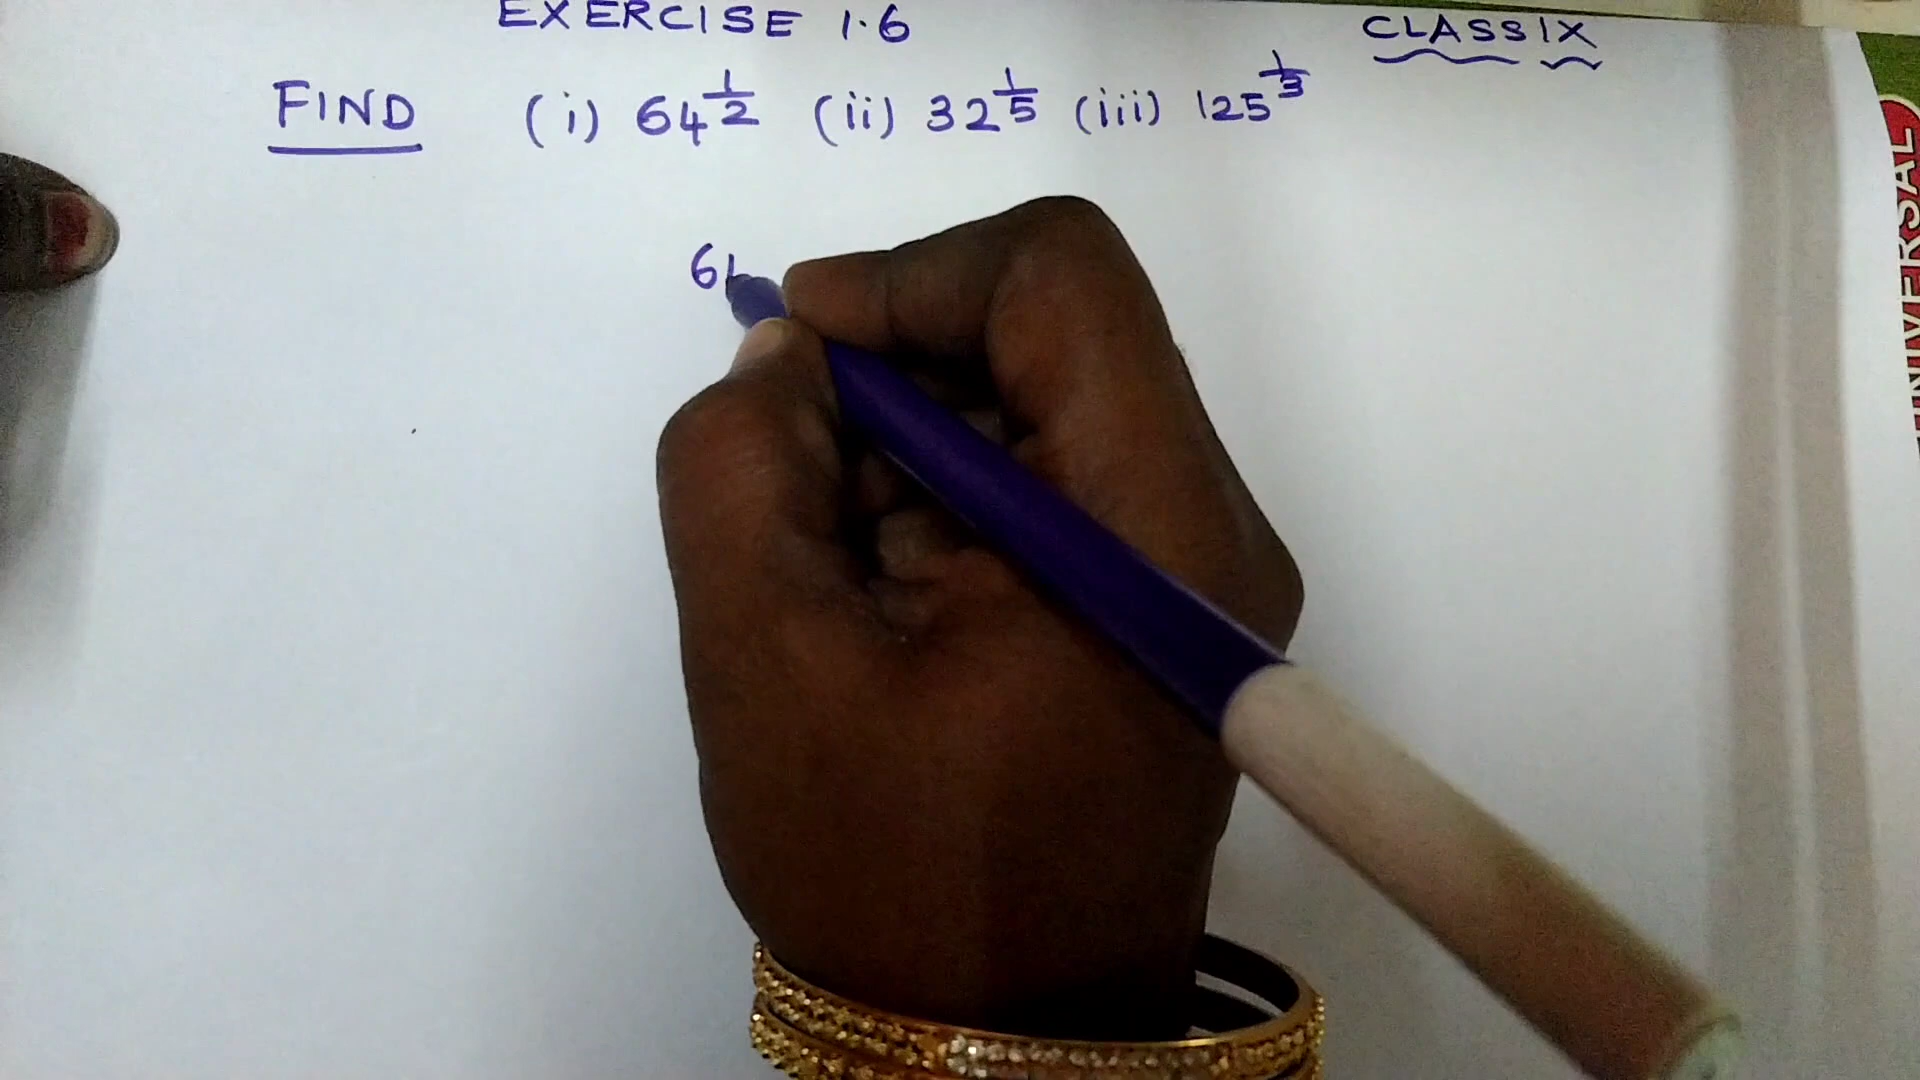 EXERCISE 1.6
CLASS IX
FIND (i) 64^1/2 (ii) 32^1/5 (iii) 125^1/3
6
UNIVERSAL